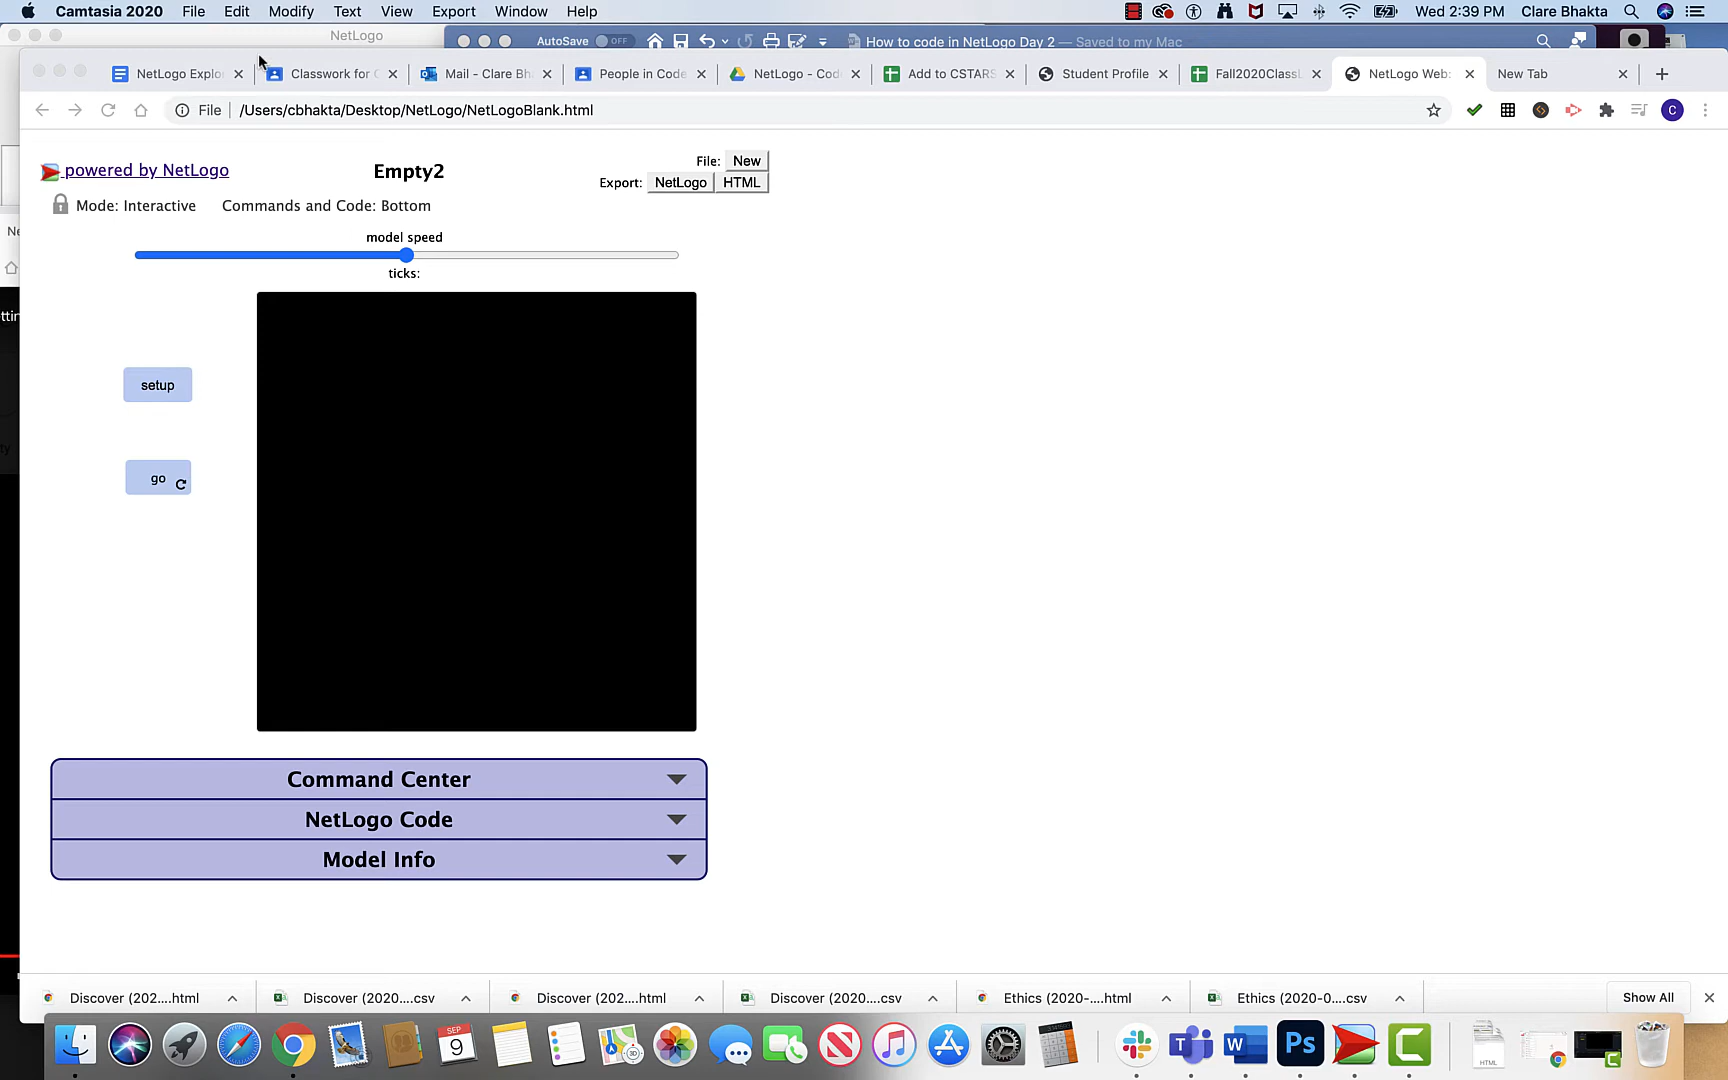 Camtasia 2020 File Edit Modify Text View Export Window Help Wed 2:39 PM Clare Bhakta
NetLogo
AutoSave OFF How to code in NetLogo Day 2 — Saved to my Mac
NetLogo Explo Classwork for C Mail - Clare Bh People in Code NetLogo - Cod Add to CSTARS Student Profile Fall2020ClassL NetLogo Web: New Tab
File /Users/cbhakta/Desktop/NetLogo/NetLogoBlank.html C
powered by NetLogo
Empty2
File: New
Export: NetLogo HTML
Mode: Interactive Commands and Code: Bottom
model speed
ticks:
setup
go
Command Center
NetLogo Code
Model Info
Discover (202....html Discover (2020....csv Discover (202....html Discover (2020....csv Ethics (2020-....html Ethics (2020-0....csv Show All
SEP
9
3D
T
W
Ps
C
HTML